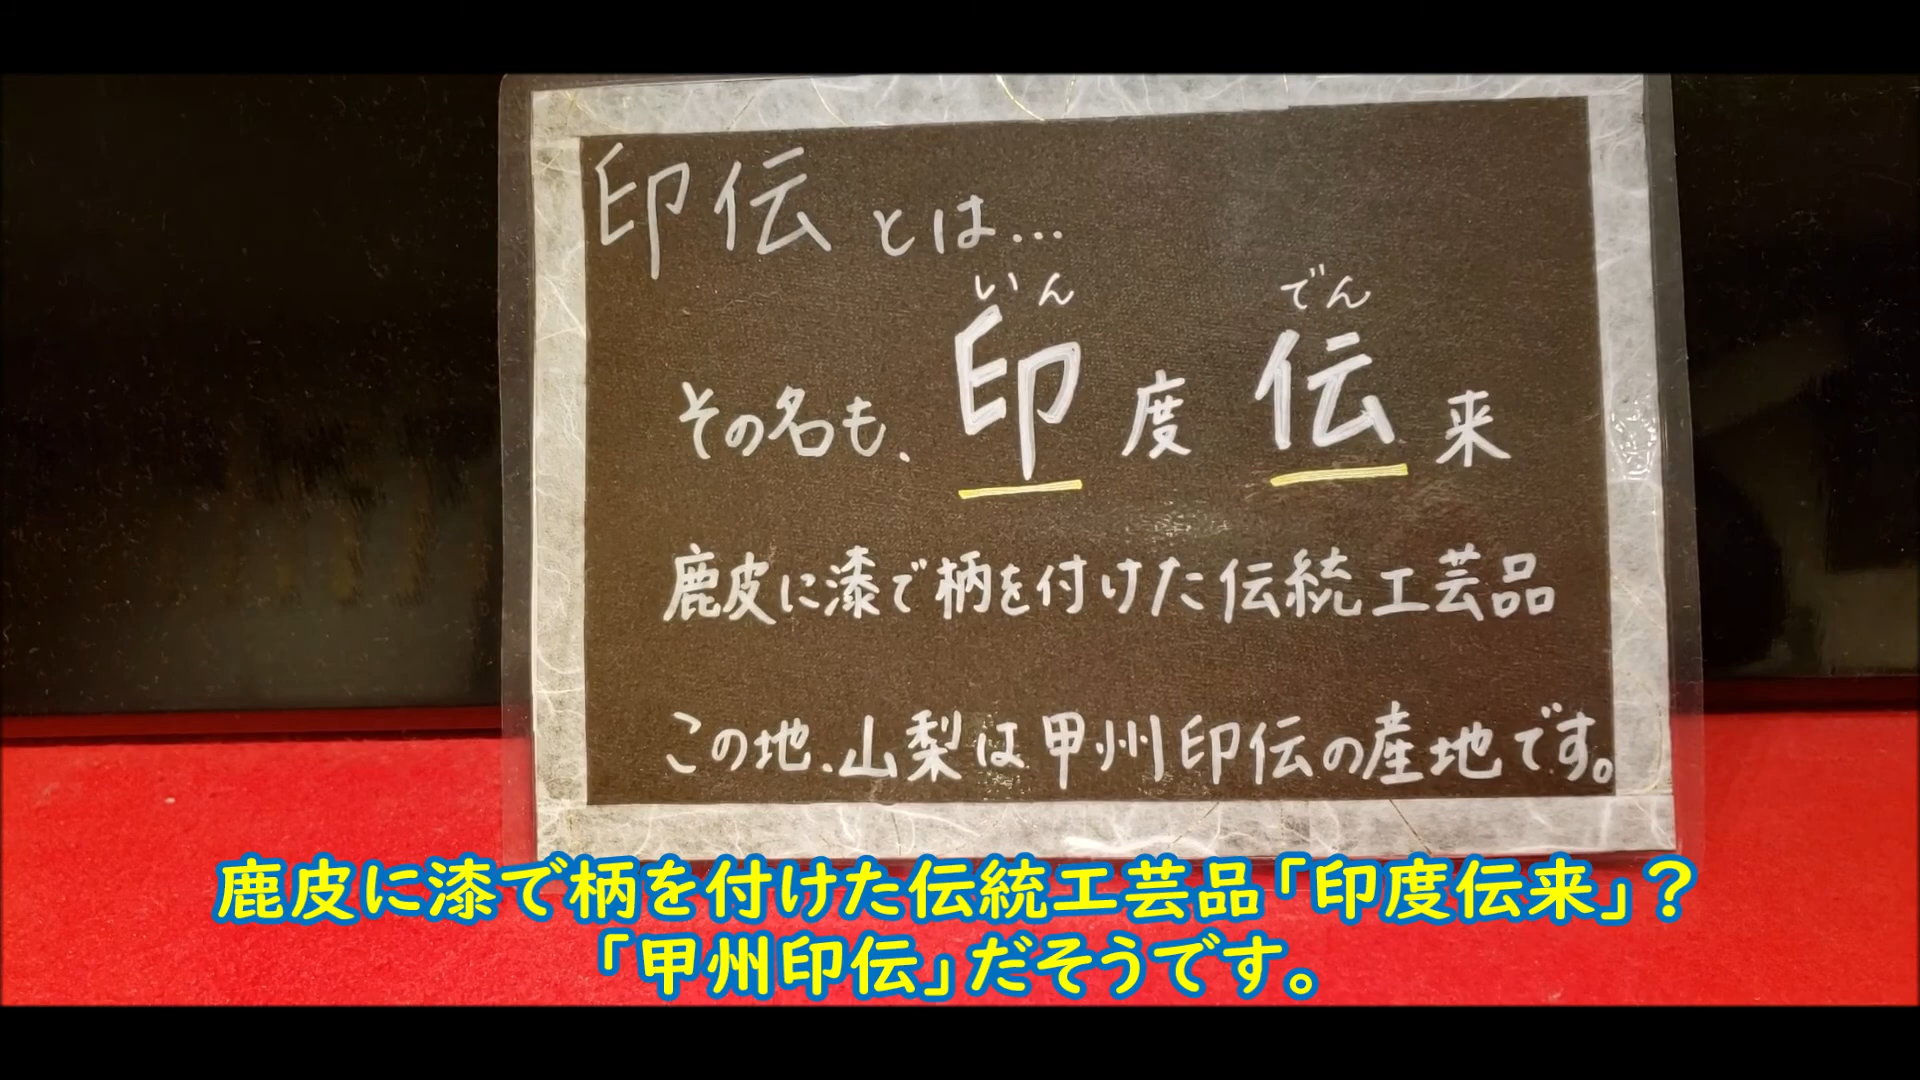 印伝とは...
いん でん
その名も、印度伝来
鹿皮に漆で柄を付けた伝統工芸品
この地、山梨は甲州印伝の産地です。
鹿皮に漆で柄を付けた伝統工芸品「印度伝来」?
「甲州印伝」だそうです。